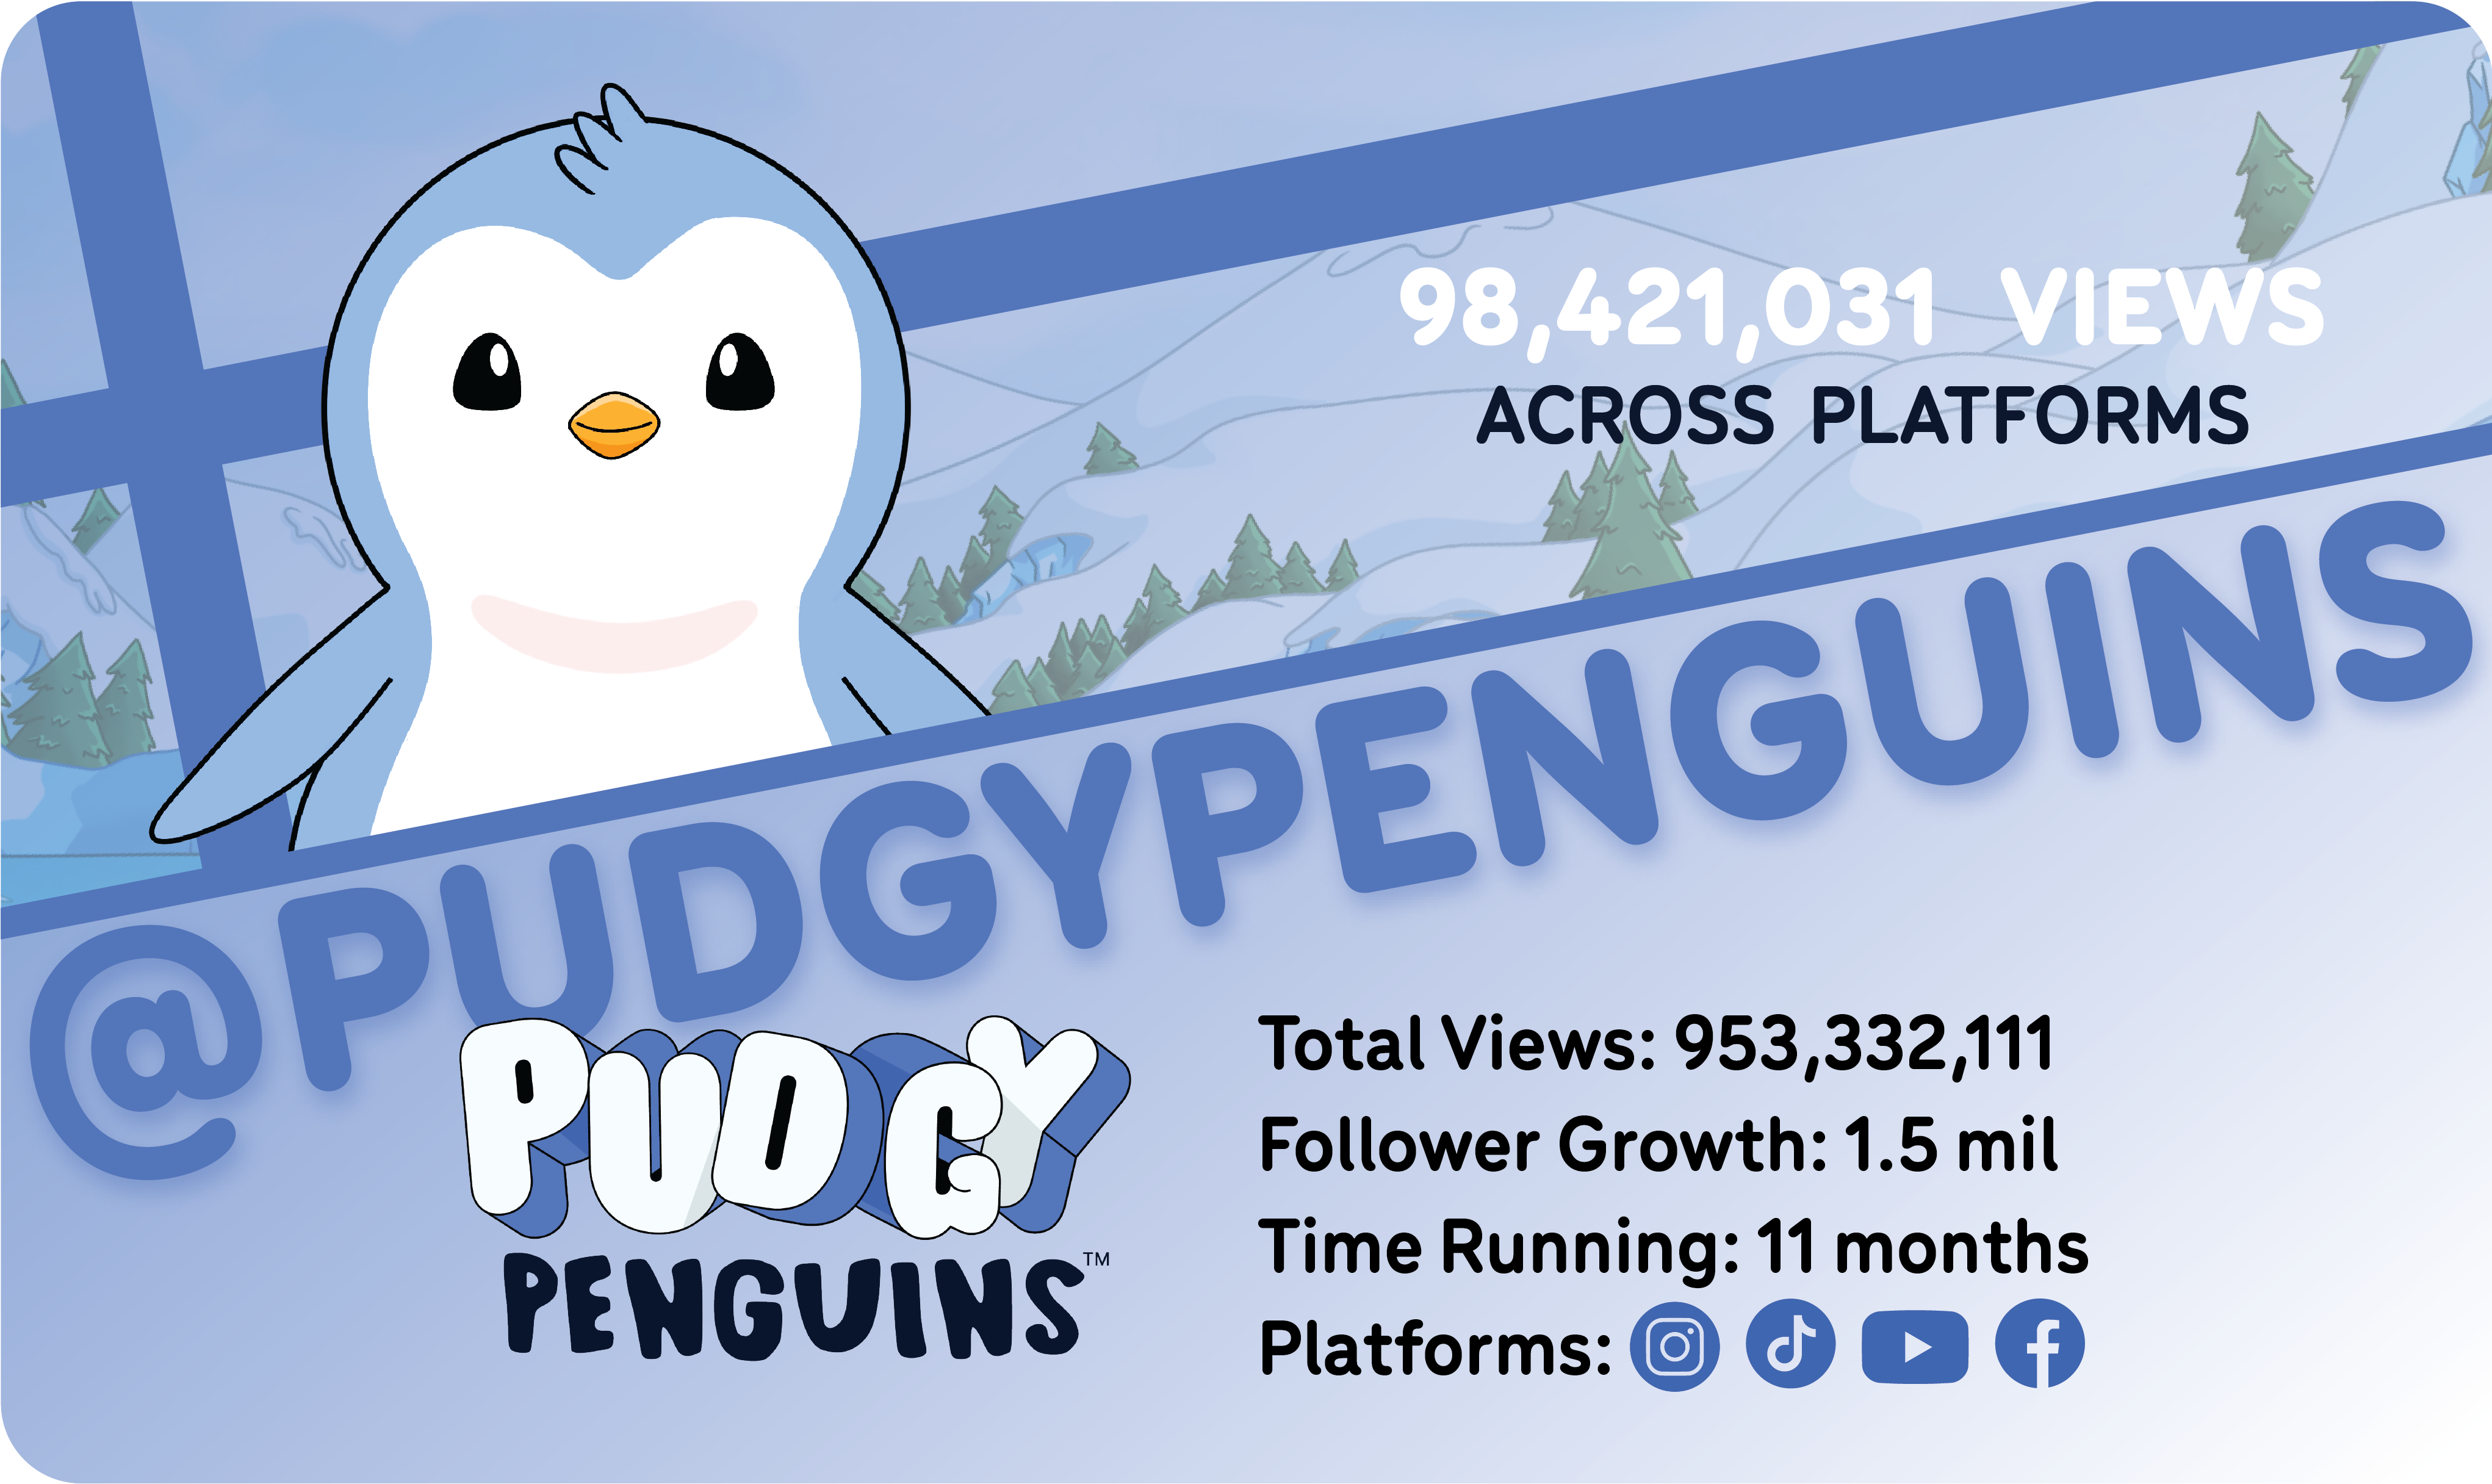 98,421,031 VIEWS
ACROSS PLATFORMS
@PUDGYPENGUINS
PUDGY
PENGUINS™
Total Views: 953,332,111
Follower Growth: 1.5 mil
Time Running: 11 months
Platforms: